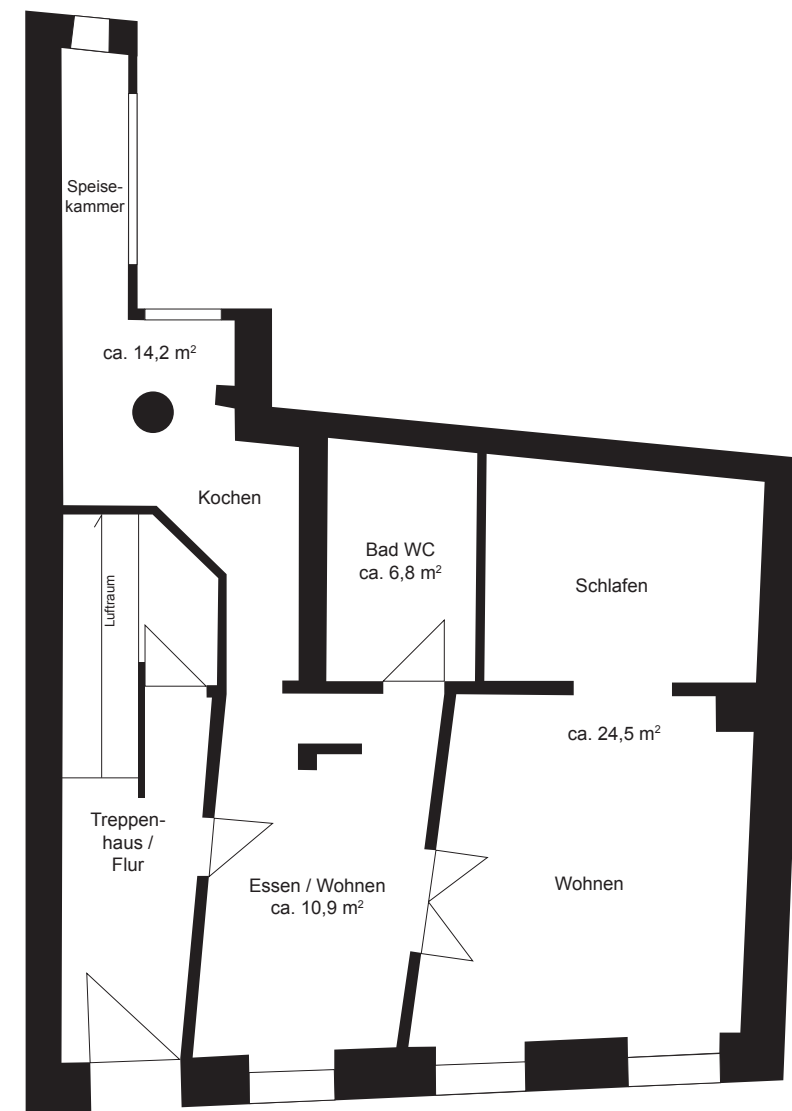 Speise-
kammer
ca. 14,2 m²
Kochen
Bad WC
ca. 6,8 m²
Schlafen
Luftraum
ca. 24,5 m²
Treppen-
haus /
Flur
Essen / Wohnen
ca. 10,9 m²
Wohnen